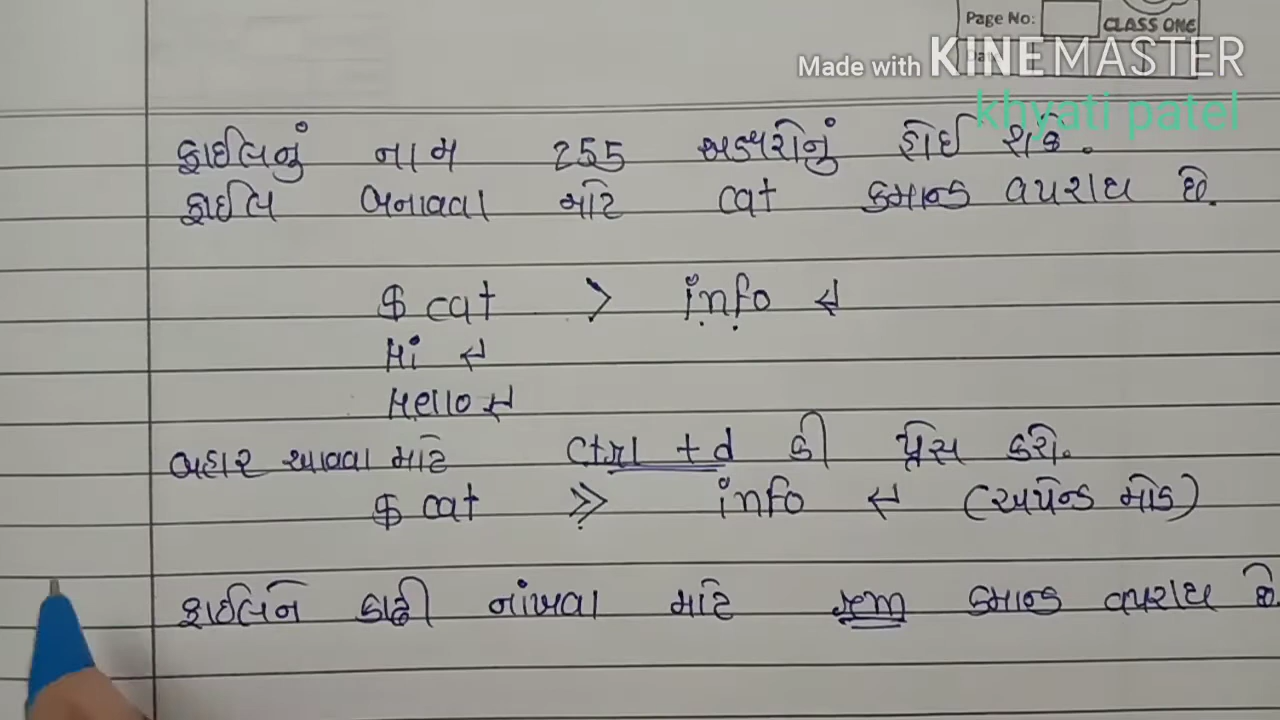 Page No:
CLASS ONE
Made with KINEMASTER
khyati patel
ફાઈલનું નામ 255 અક્ષરોનું હોઈ શકે.
ફાઈલ બનાવવા માટે cat કમાન્ડ વપરાય છે.
$ cat > info ↵
Hi ↵
Hello ↵
બહાર આવવા માટે Ctrl + d કી પ્રેસ કરો.
$ cat >> info ↵ (અપેન્ડ મોડ)
ફાઈલને કાઢી નાંખવા માટે rm કમાન્ડ વપરાય છે